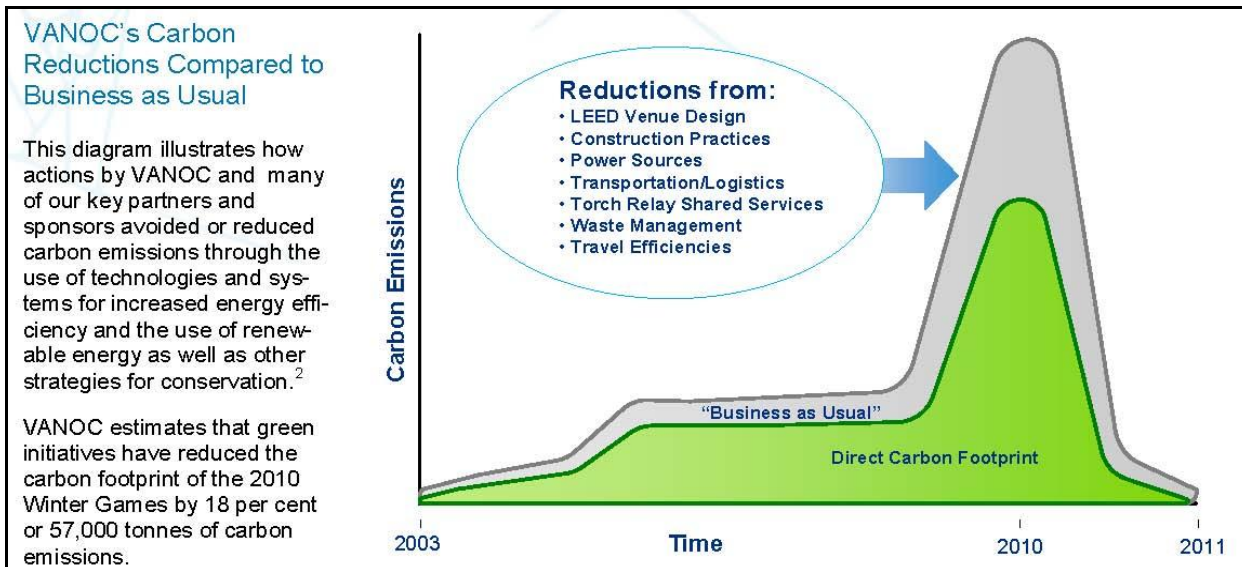 VANOC's Carbon
Reductions Compared to
Business as Usual
This diagram illustrates how
actions by VANOC and many
of our key partners and
sponsors avoided or reduced
carbon emissions through the
use of technologies and sys-
tems for increased energy effi-
ciency and the use of renew-
able energy as well as other
strategies for conservation.2
VANOC estimates that green
initiatives have reduced the
carbon footprint of the 2010
Winter Games by 18 per cent
or 57,000 tonnes of carbon
emissions.
Carbon Emissions
Reductions from:
• LEED Venue Design
• Construction Practices
• Power Sources
• Transportation/Logistics
• Torch Relay Shared Services
• Waste Management
• Travel Efficiencies
"Business as Usual"
Direct Carbon Footprint
2003
Time
2010
2011